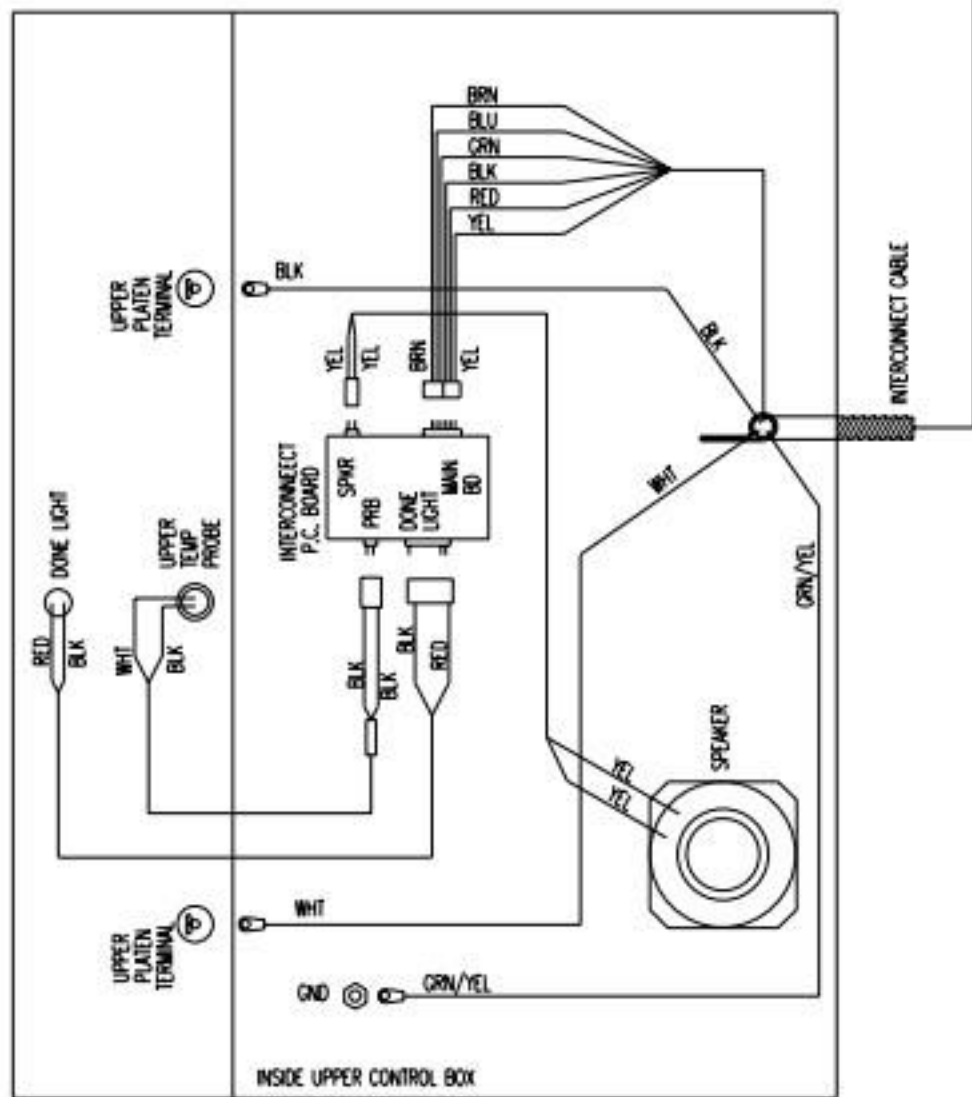 BRN
BLU
GRN
BLK
RED
YEL
UPPER
PLATEN
TERMINAL
BLK
BLK
INTERCONNECT CABLE
YEL
YEL
BRN
YEL
WHT
INTERCONNEECT
P.C. BOARD
SPKR
PRB
DONE
LIGHT
MAIN
BD
DONE LIGHT
UPPER
TEMP
PROBE
GRN/YEL
RED
BLK
WHT
BLK
BLK
BLK
BLK
RED
SPEAKER
YEL
YEL
UPPER
PLATEN
TERMINAL
WHT
GND
GRN/YEL
INSIDE UPPER CONTROL BOX